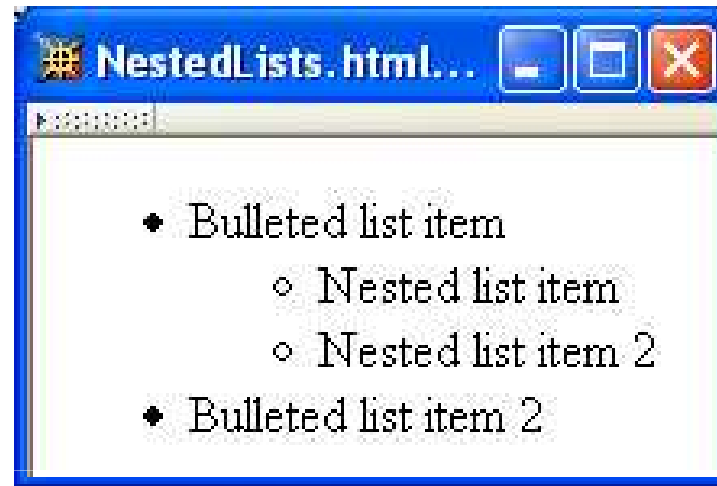 NestedLists.html...
• Bulleted list item
◦ Nested list item
◦ Nested list item 2
• Bulleted list item 2